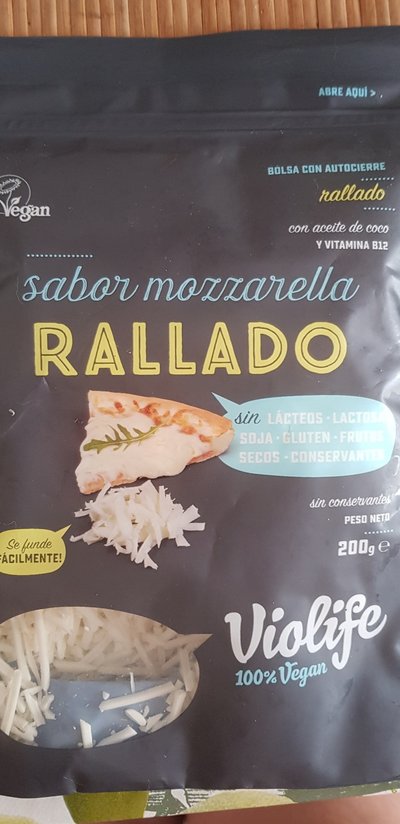 ABRE AQUÍ >
BOLSA CON AUTOCIERRE
rallado
con aceite de coco
Y VITAMINA B12
Vegan
sabor mozzarella
RALLADO
sin LÁCTEOS · LACTOSA
SOJA · GLUTEN · FRUTOS
SECOS · CONSERVANTES
sin conservantes
PESO NETO
200g e
Se funde
FÁCILMENTE!
Violife
100% Vegan